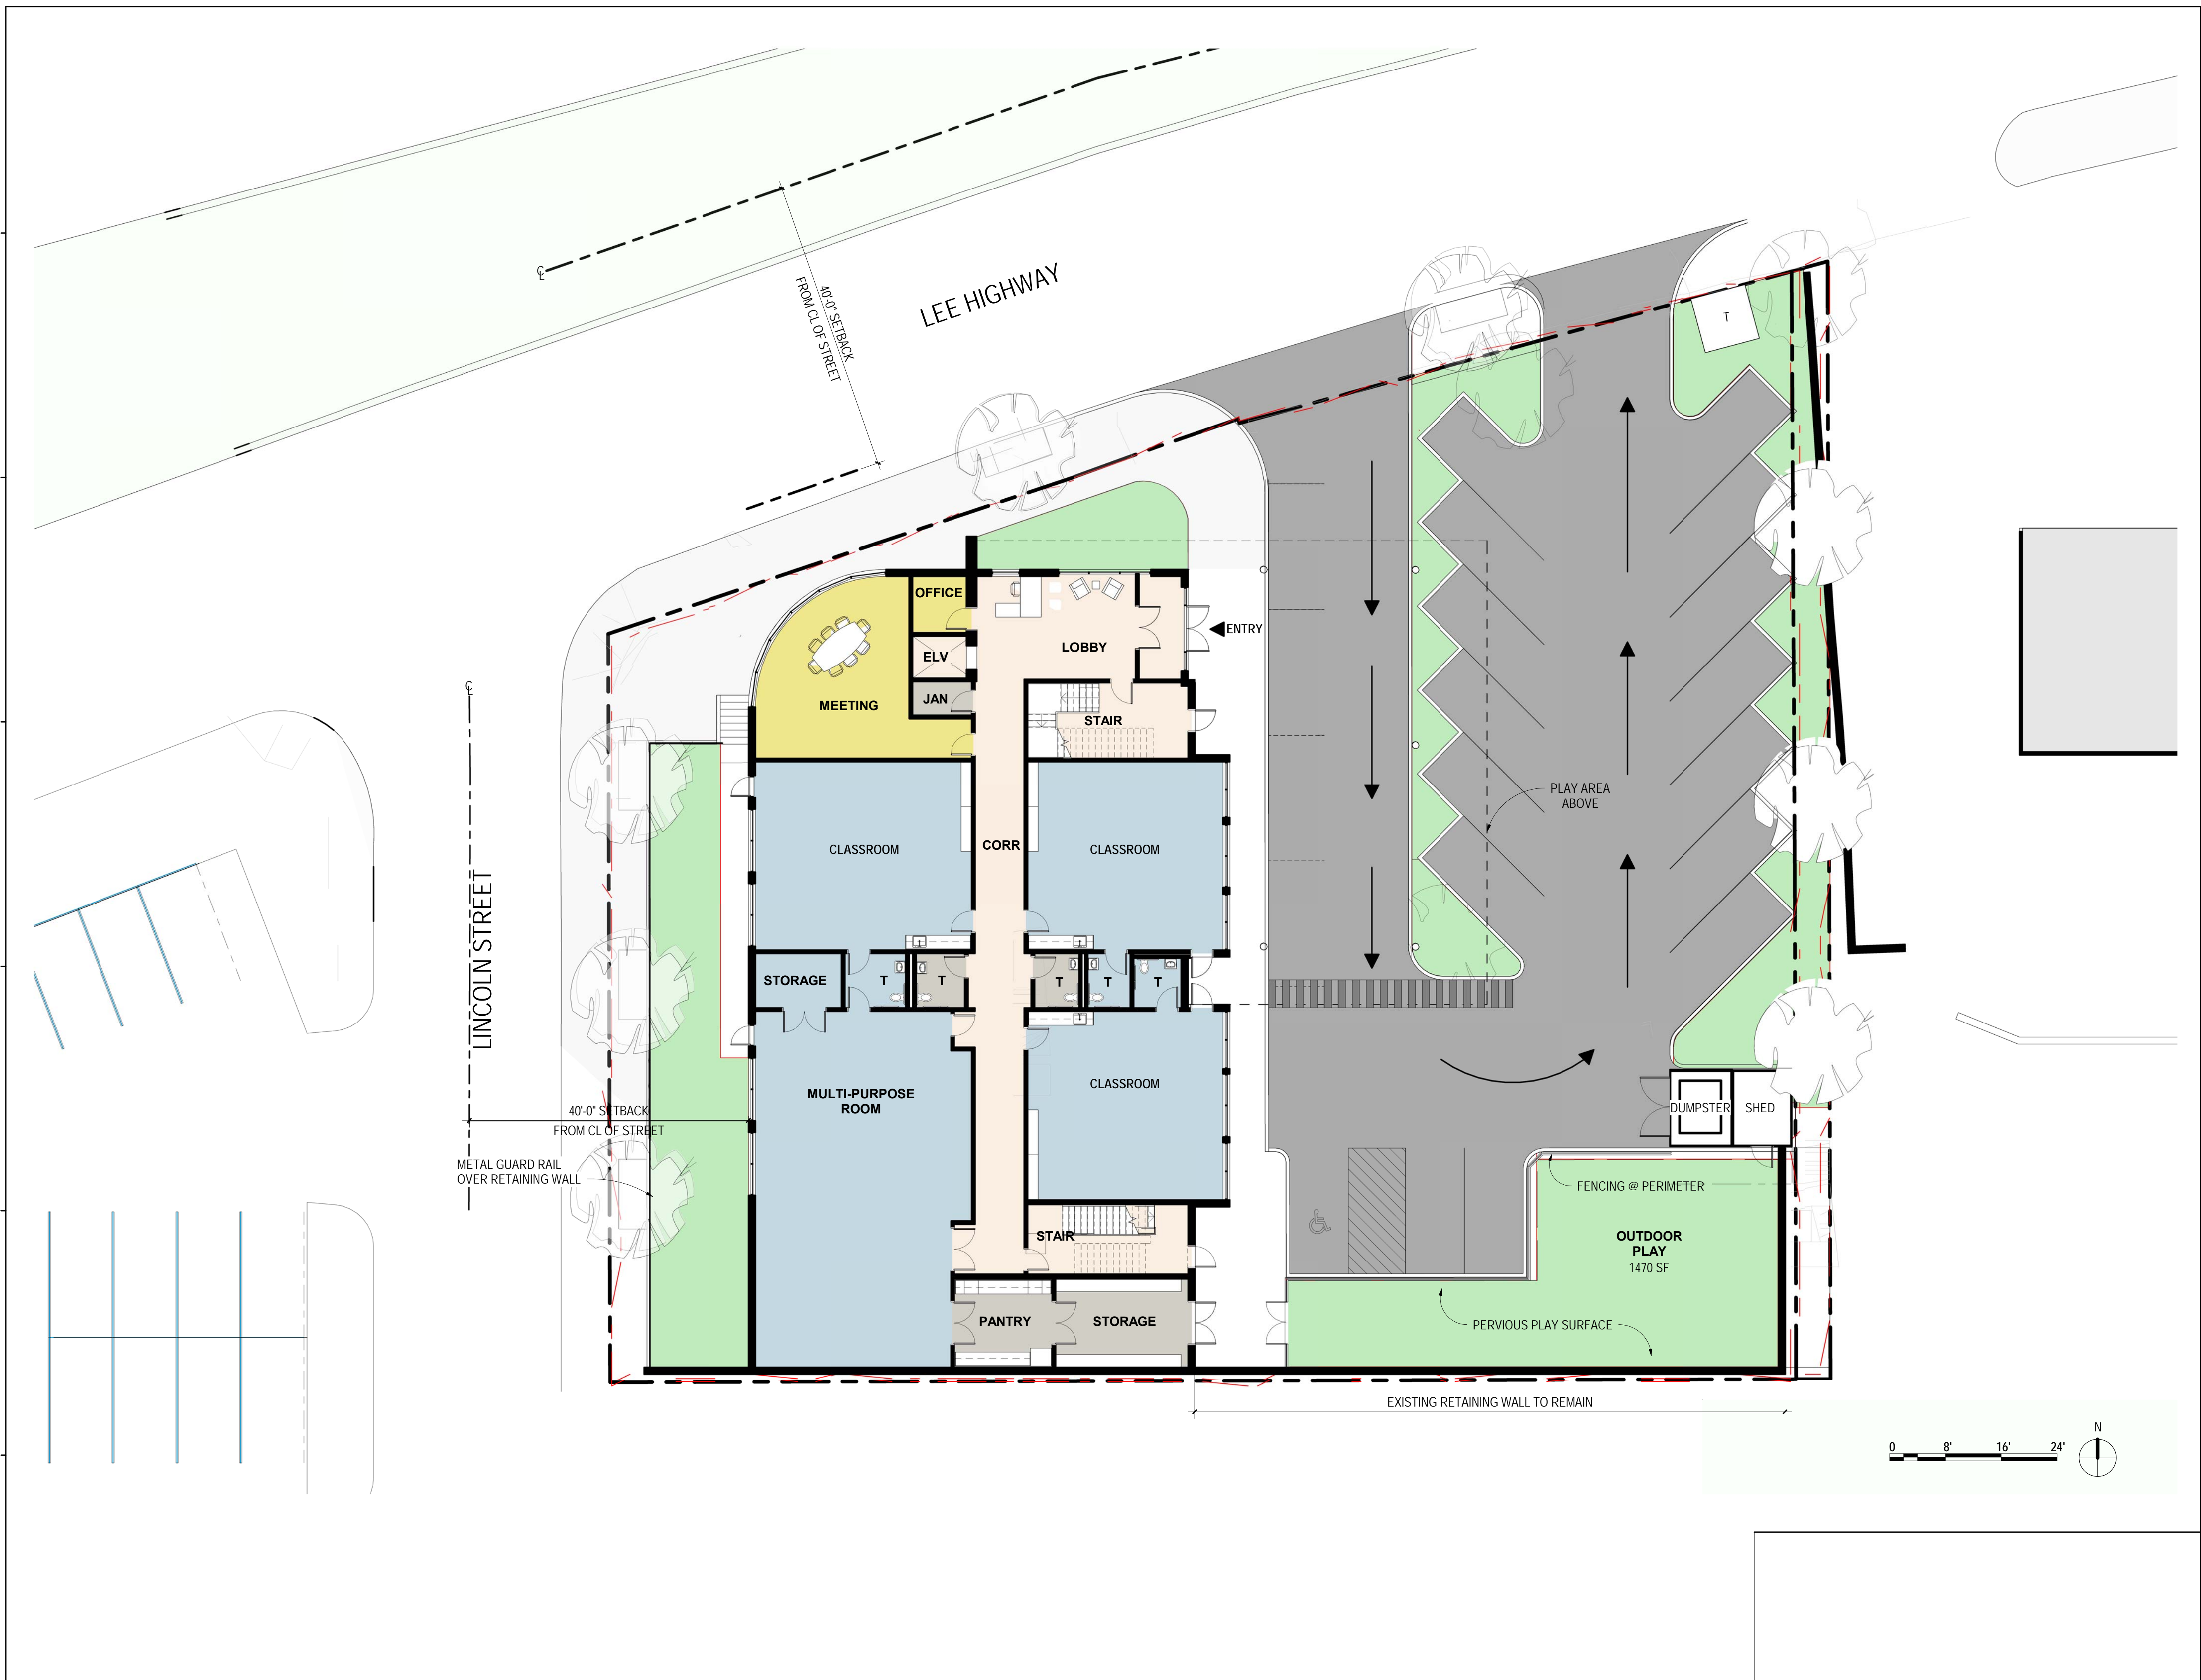 ℄
40'-0" SETBACK
FROM CL OF STREET
LEE HIGHWAY
T
OFFICE
ELV
JAN
MEETING
LOBBY
ENTRY
STAIR
℄
LINCOLN STREET
CLASSROOM
CORR
CLASSROOM
PLAY AREA
ABOVE
STORAGE
T
T
T
T
T
MULTI-PURPOSE
ROOM
CLASSROOM
40'-0" SETBACK
FROM CL OF STREET
METAL GUARD RAIL
OVER RETAINING WALL
DUMPSTER
SHED
FENCING @ PERIMETER
OUTDOOR
PLAY
1470 SF
STAIR
PANTRY
STORAGE
PERVIOUS PLAY SURFACE
EXISTING RETAINING WALL TO REMAIN
0 8' 16' 24'
N